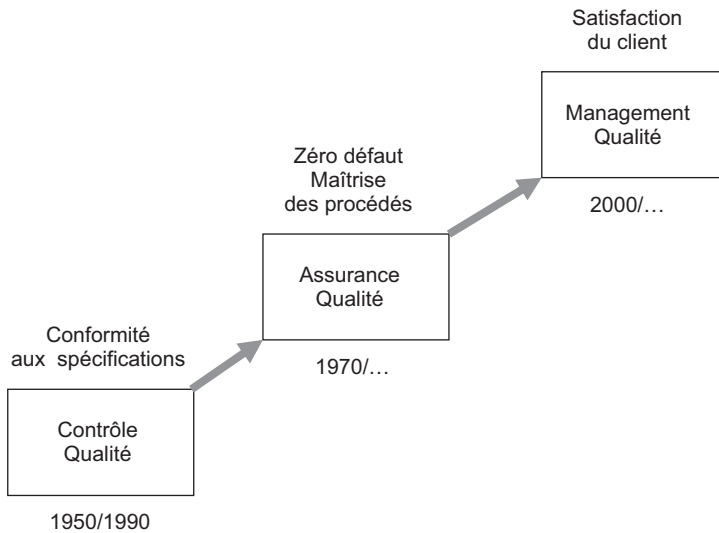 Satisfaction
du client
Management
Qualité
2000/…
Zéro défaut
Maîtrise
des procédés
Assurance
Qualité
1970/…
Conformité
aux spécifications
Contrôle
Qualité
1950/1990